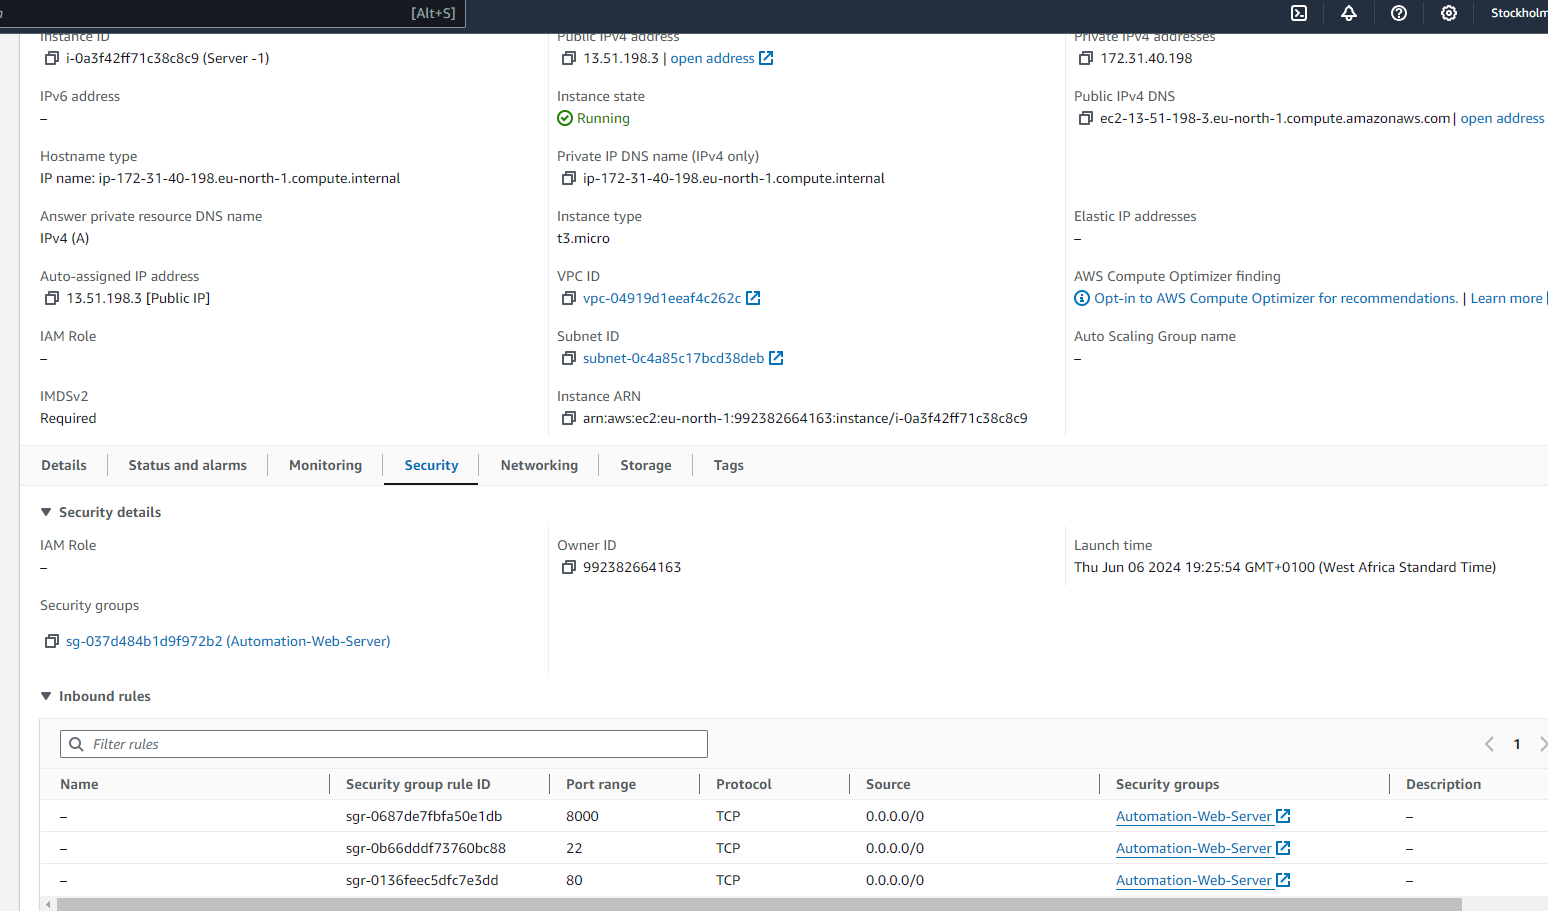 [Alt+S]
Stockholm
Instance ID
Public IPv4 address
Private IPv4 addresses
i-0a3f42ff71c38c8c9 (Server -1)
13.51.198.3 | open address
172.31.40.198
IPv6 address
Instance state
Public IPv4 DNS
–
Running
ec2-13-51-198-3.eu-north-1.compute.amazonaws.com | open address
Hostname type
Private IP DNS name (IPv4 only)
IP name: ip-172-31-40-198.eu-north-1.compute.internal
ip-172-31-40-198.eu-north-1.compute.internal
Answer private resource DNS name
Instance type
Elastic IP addresses
IPv4 (A)
t3.micro
–
Auto-assigned IP address
VPC ID
AWS Compute Optimizer finding
13.51.198.3 [Public IP]
vpc-04919d1eeaf4c262c
Opt-in to AWS Compute Optimizer for recommendations. | Learn more
IAM Role
Subnet ID
Auto Scaling Group name
–
subnet-0c4a85c17bcd38deb
–
IMDSv2
Instance ARN
Required
arn:aws:ec2:eu-north-1:992382664163:instance/i-0a3f42ff71c38c8c9
Details
Status and alarms
Monitoring
Security
Networking
Storage
Tags
Security details
IAM Role
Owner ID
Launch time
–
992382664163
Thu Jun 06 2024 19:25:54 GMT+0100 (West Africa Standard Time)
Security groups
sg-037d484b1d9f972b2 (Automation-Web-Server)
Inbound rules
Filter rules
1
Name Security group rule ID Port range Protocol Source Security groups Description
– sgr-0687de7fbfa50e1db 8000 TCP 0.0.0.0/0 Automation-Web-Server –
– sgr-0b66dddf73760bc88 22 TCP 0.0.0.0/0 Automation-Web-Server –
– sgr-0136feec5dfc7e3dd 80 TCP 0.0.0.0/0 Automation-Web-Server –